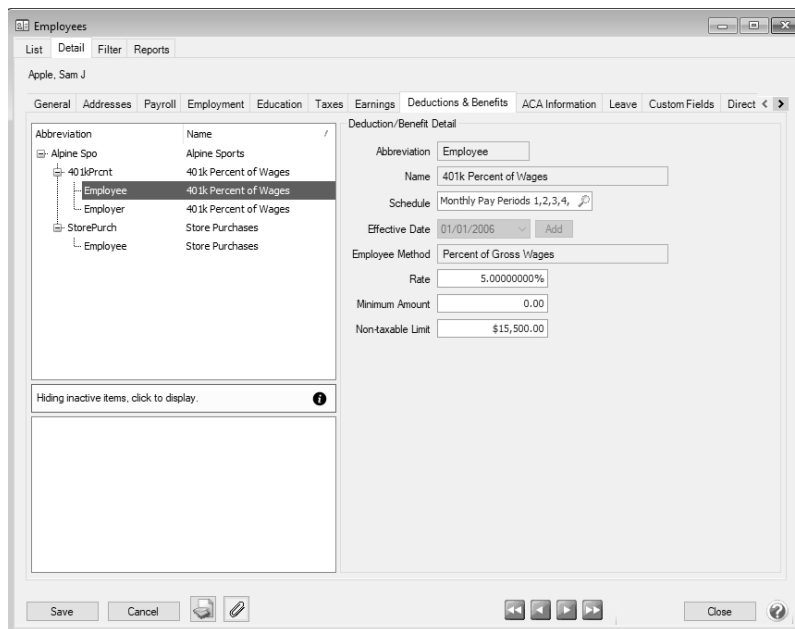 Employees
List Detail Filter Reports
Apple, Sam J
General Addresses Payroll Employment Education Taxes Earnings Deductions & Benefits ACA Information Leave Custom Fields Direct
Abbreviation Name
Alpine Spo Alpine Sports
401kPrcnt 401k Percent of Wages
Employee 401k Percent of Wages
Employer 401k Percent of Wages
StorePurch Store Purchases
Employee Store Purchases
Hiding inactive items, click to display.
Deduction/Benefit Detail
Abbreviation Employee
Name 401k Percent of Wages
Schedule Monthly Pay Periods 1,2,3,4,
Effective Date 01/01/2006 Add
Employee Method Percent of Gross Wages
Rate 5.00000000%
Minimum Amount 0.00
Non-taxable Limit $15,500.00
Save Cancel Close